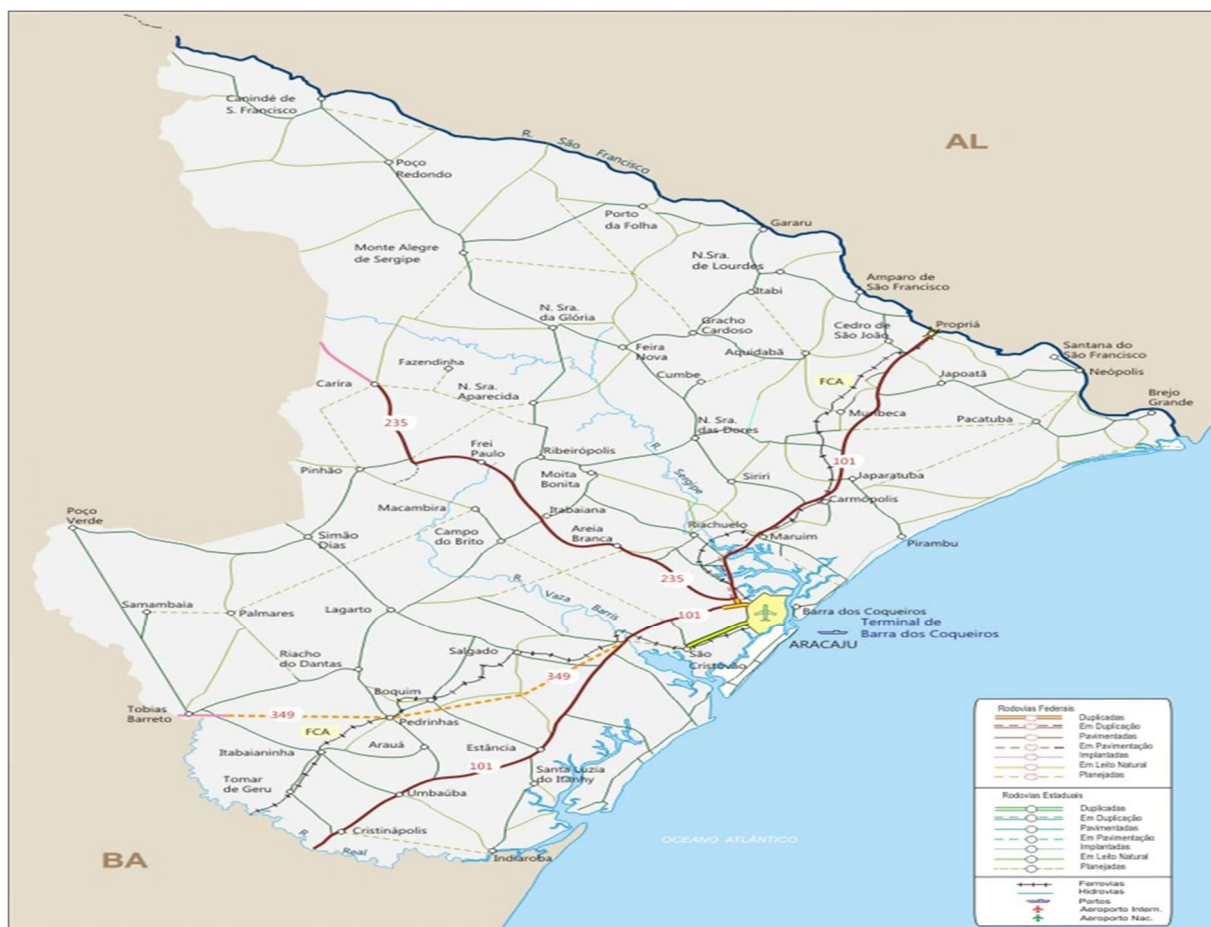 Canindé de
S. Francisco
R. São Francisco
AL
Poço
Redondo
Porto
da Folha
Gararu
Monte Alegre
de Sergipe
N.Sra.
de Lourdes
Amparo de
São Francisco
Itabi
N. Sra.
da Glória
Gracho
Cardoso
Cedro de
São João
Propriá
Feira
Nova
Aquidabã
Santana do
São Francisco
Fazendinha
Cumbe
FCA
Japoatã
Neópolis
Carira
N. Sra.
Aparecida
Brejo
Grande
Muribeca
Pacatuba
235
N. Sra.
das Dores
Frei
Paulo
Ribeirópolis
R. Sergipe
101
Pinhão
Moita
Bonita
Siriri
Japaratuba
Carmópolis
Macambira
Itabaiana
Poço
Verde
Riachuelo
Simão
Dias
Campo
do Brito
Areia
Branca
Maruim
Pirambu
235
R. Vaza Barris
Samambaia
Palmares
Lagarto
101
Barra dos Coqueiros
Terminal de
Barra dos Coqueiros
ARACAJU
Riacho
do Dantas
Salgado
São
Cristóvão
349
Boquim
Tobias
Barreto
349
Pedrinhas
FCA
Itabaianinha
Arauá
Estância
101
Santa Luzia
do Itanhy
Tomar
de Geru
Umbaúba
Cristinápolis
R. Real
Indiaroba
BA
OCEANO ATLÂNTICO
Rodovias Federais
Duplicadas
Em Duplicação
Pavimentadas
Em Pavimentação
Implantadas
Em Leito Natural
Planejadas
Rodovias Estaduais
Duplicadas
Em Duplicação
Pavimentadas
Em Pavimentação
Implantadas
Em Leito Natural
Planejadas
Ferrovias
Hidrovias
Portos
Aeroporto Intern.
Aeroporto Nac.